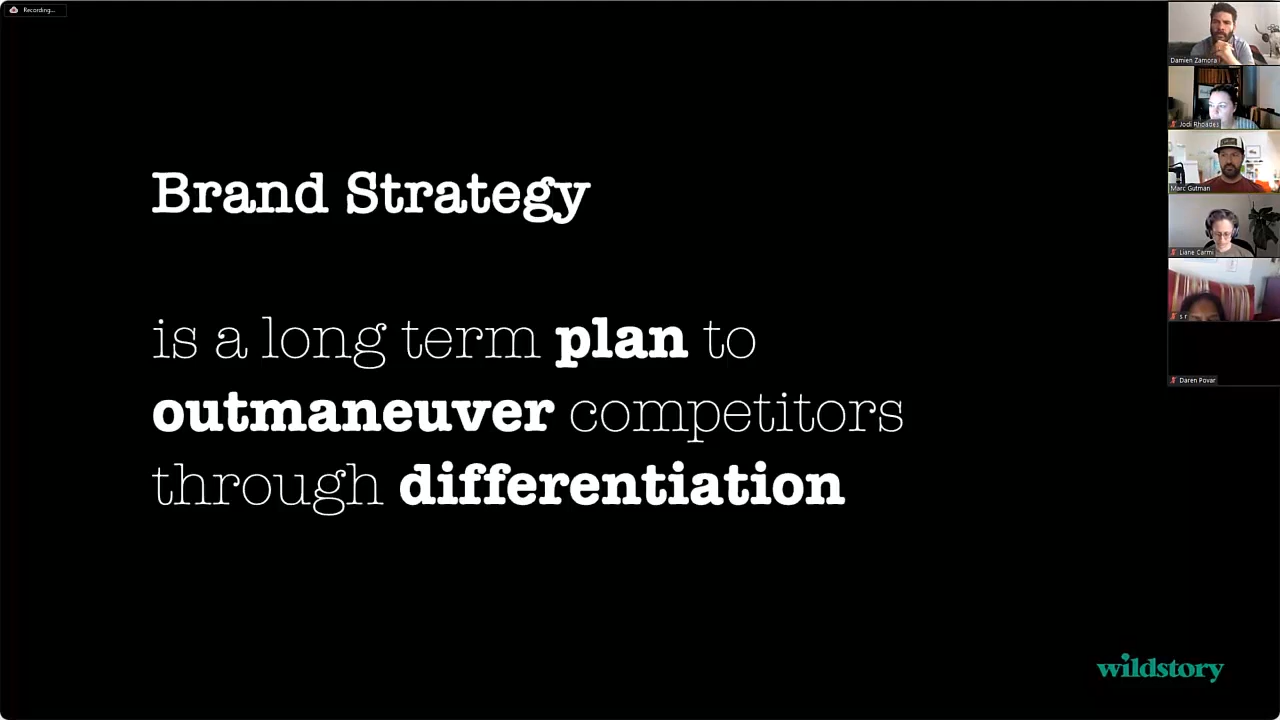 Recording...
Brand Strategy
is a long term plan to
outmaneuver competitors
through differentiation
wildstory
Damien Zamora
Jodi Rhoades
Marc Gutman
Liane Carmi
s r
Daren Povar